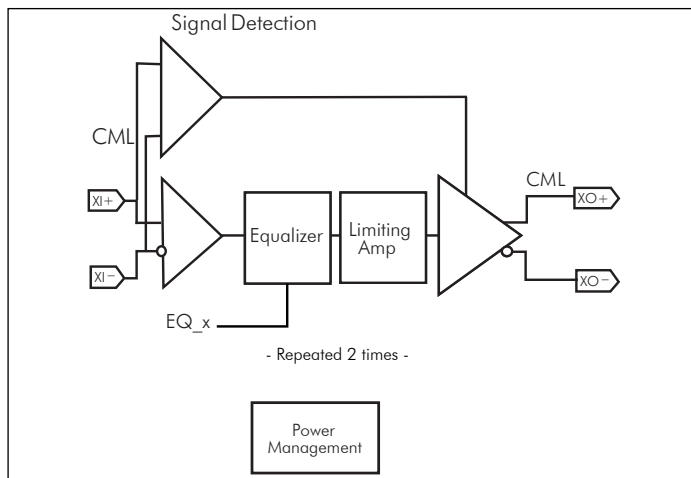 Signal Detection
CML
XI+
XI-
Equalizer
Limiting
Amp
CML
XO+
XO-
EQ_x
- Repeated 2 times -
Power
Management